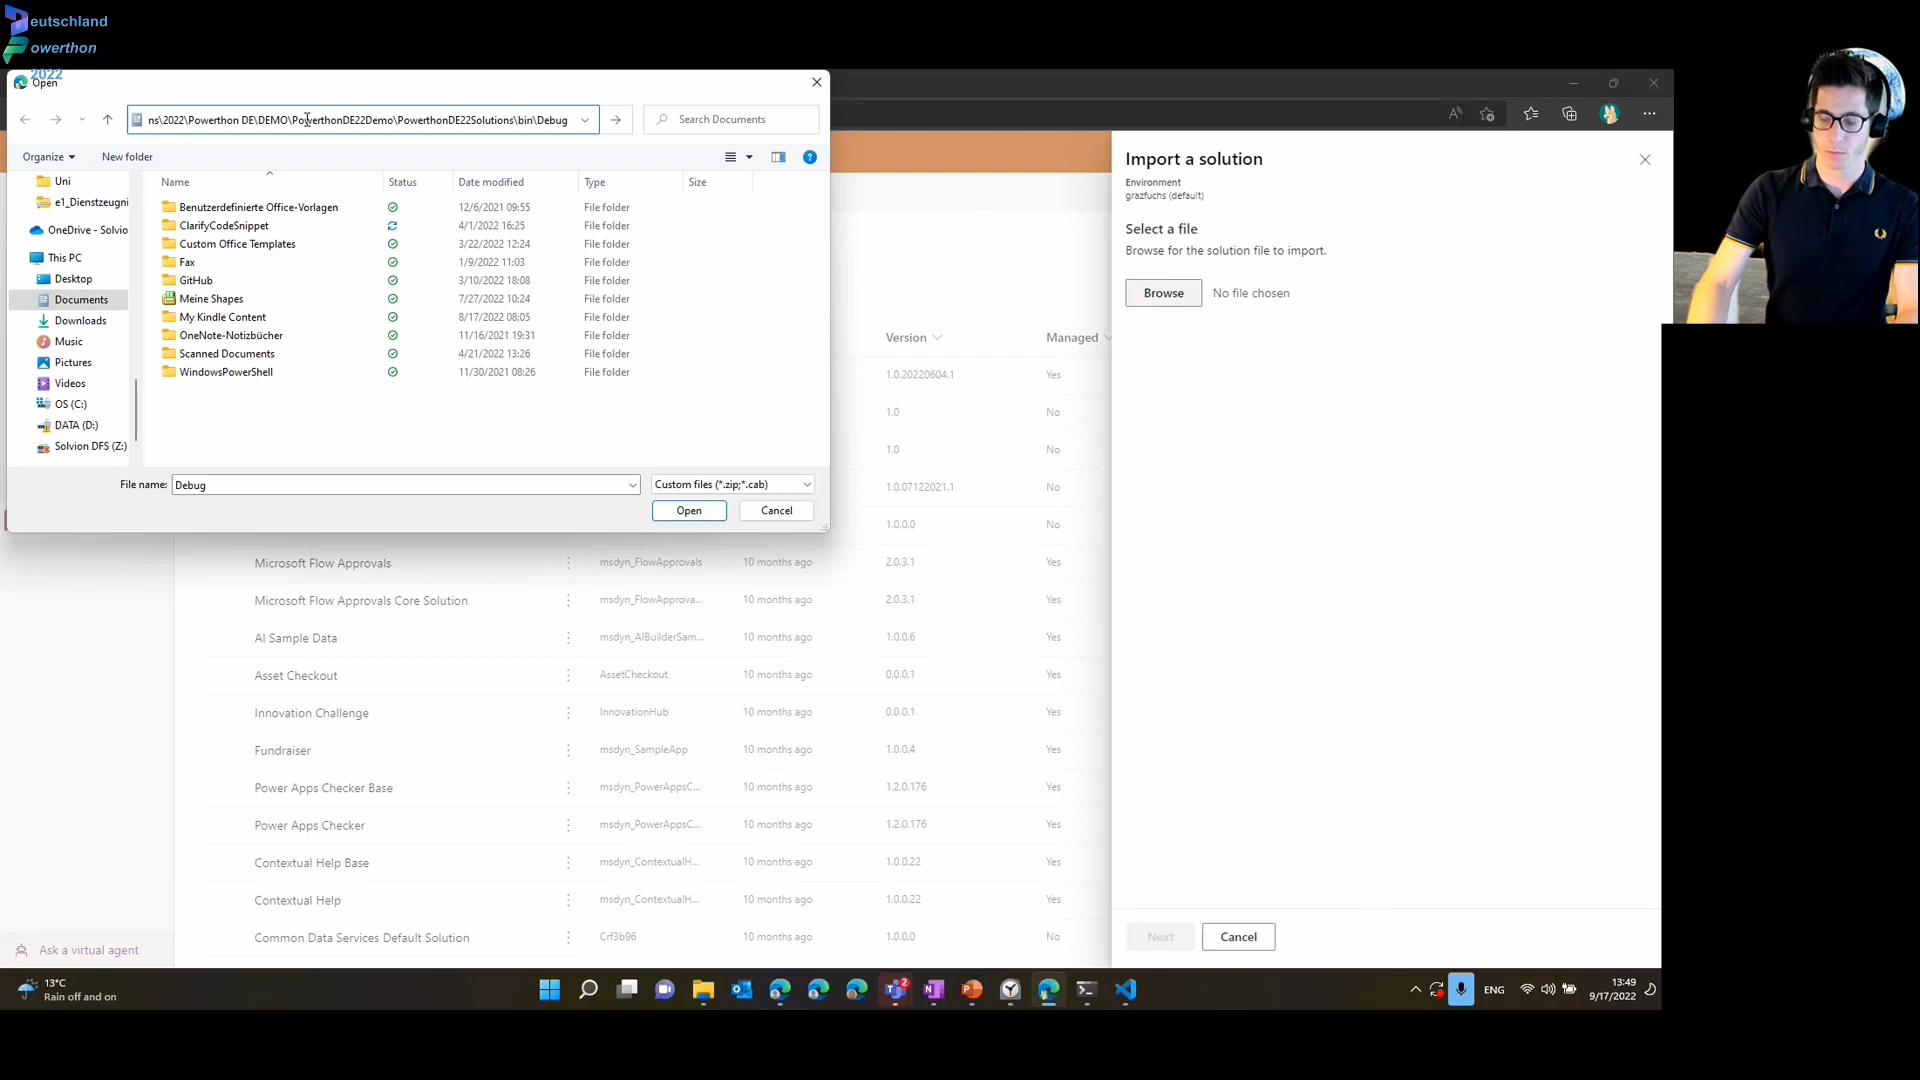 Deutschland
Powerthon
2022
Open
ns\2022\Powerthon DE\DEMO\PowerthonDE22Demo\PowerthonDE22Solutions\bin\Debug
Search Documents
Organize
New folder
Name
Status
Date modified
Type
Size
Uni
e1_Dienstzeugni
OneDrive - Solvio
This PC
Desktop
Documents
Downloads
Music
Pictures
Videos
OS (C:)
DATA (D:)
Solvion DFS (Z:)
Benutzerdefinierte Office-Vorlagen 12/6/2021 09:55 File folder
ClarifyCodeSnippet 4/1/2022 16:25 File folder
Custom Office Templates 3/22/2022 12:24 File folder
Fax 1/9/2022 11:03 File folder
GitHub 3/10/2022 18:08 File folder
Meine Shapes 7/27/2022 10:24 File folder
My Kindle Content 8/17/2022 08:05 File folder
OneNote-Notizbücher 11/16/2021 19:31 File folder
Scanned Documents 4/21/2022 13:26 File folder
WindowsPowerShell 11/30/2021 08:26 File folder
File name: Debug
Custom files (*.zip;*.cab)
Open
Cancel
Version
Managed
1.0.20220604.1 Yes
1.0 No
1.0 No
1.0.07122021.1 No
1.0.0.0 No
Microsoft Flow Approvals msdyn_FlowApprovals 10 months ago 2.0.3.1 Yes
Microsoft Flow Approvals Core Solution msdyn_FlowApprova... 10 months ago 2.0.3.1 Yes
AI Sample Data msdyn_AIBuilderSam... 10 months ago 1.0.0.6 Yes
Asset Checkout AssetCheckout 10 months ago 0.0.0.1 Yes
Innovation Challenge InnovationHub 10 months ago 0.0.0.1 Yes
Fundraiser msdyn_SampleApp 10 months ago 1.0.0.4 Yes
Power Apps Checker Base msdyn_PowerAppsC... 10 months ago 1.2.0.176 Yes
Power Apps Checker msdyn_PowerAppsC... 10 months ago 1.2.0.176 Yes
Contextual Help Base msdyn_ContextualH... 10 months ago 1.0.0.22 Yes
Contextual Help msdyn_ContextualH... 10 months ago 1.0.0.22 Yes
Common Data Services Default Solution Crf3b96 10 months ago 1.0.0.0 No
Ask a virtual agent
Import a solution
Environment
grazfuchs (default)
Select a file
Browse for the solution file to import.
Browse
No file chosen
Next
Cancel
13°C
Rain off and on
2
ENG
13:49
9/17/2022